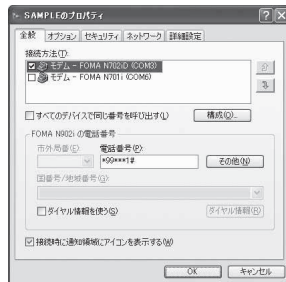 SAMPLEのプロパティ
全般 オプション セキュリティ ネットワーク 詳細設定
接続方法(T):
モデム - FOMA N702iD (COM3)
モデム - FOMA N701i (COM6)
すべてのデバイスで同じ番号を呼び出す(L)
構成(O)...
FOMA N902i の電話番号
市外局番(E):
電話番号(P):
*99***1#
その他(N)
国番号/地域番号(G):
ダイヤル情報を使う(S)
ダイヤル情報(R)
接続時に通知領域にアイコンを表示する(W)
OK
キャンセル